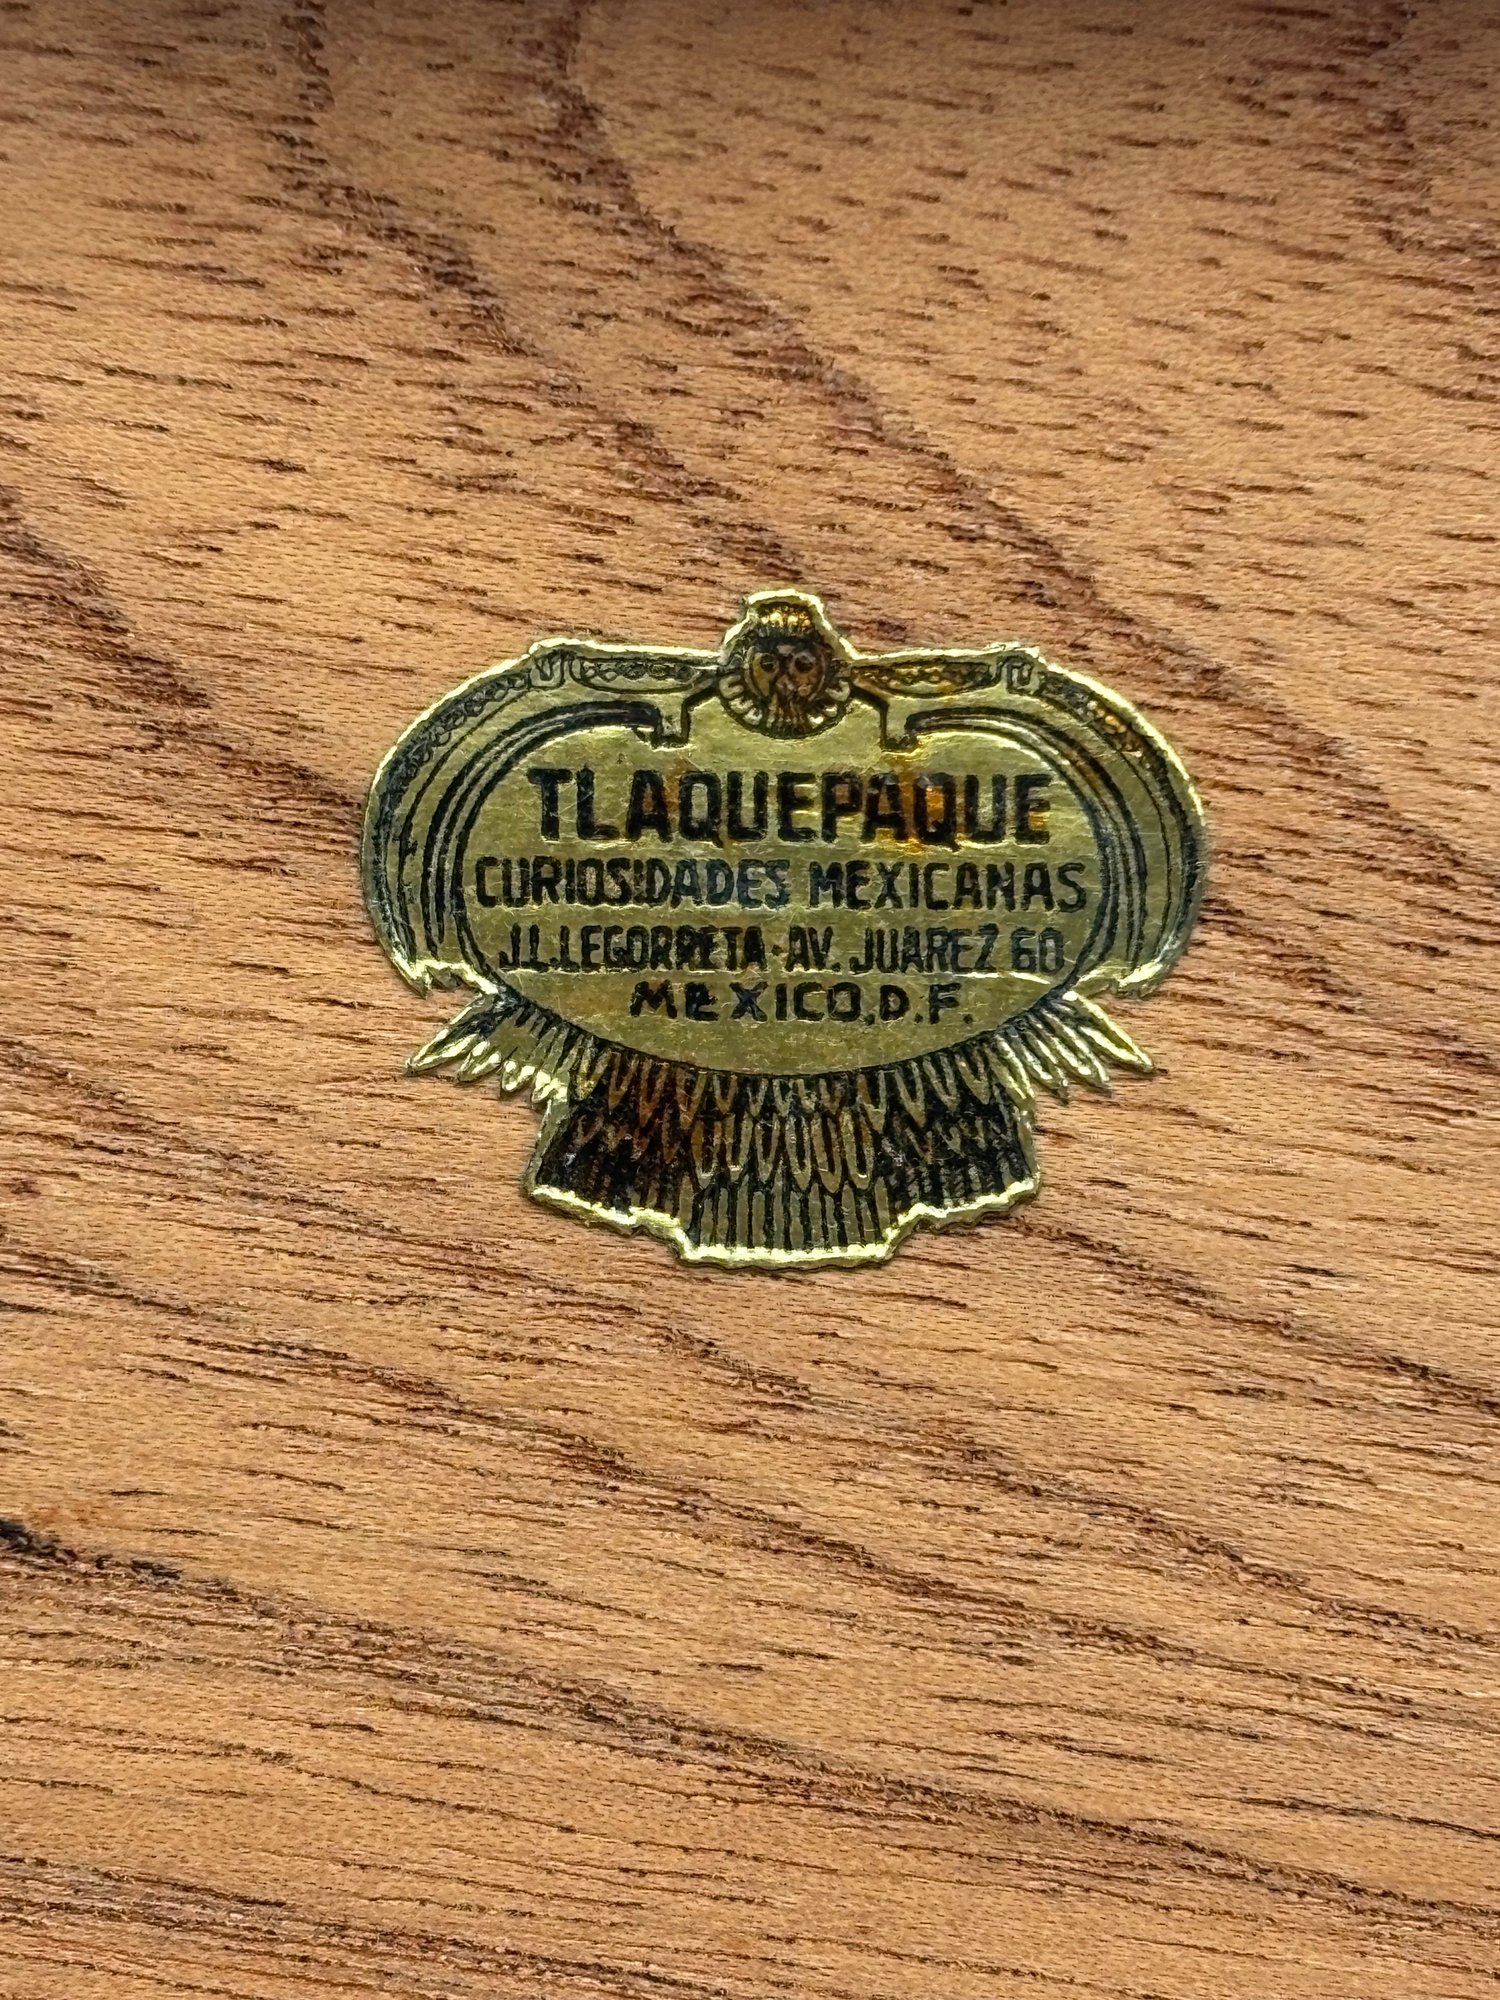 TLAQUEPAQUE
CURIOSIDADES MEXICANAS
J.L.LEGORRETA-AV. JUAREZ 60
MEXICO, D.F.